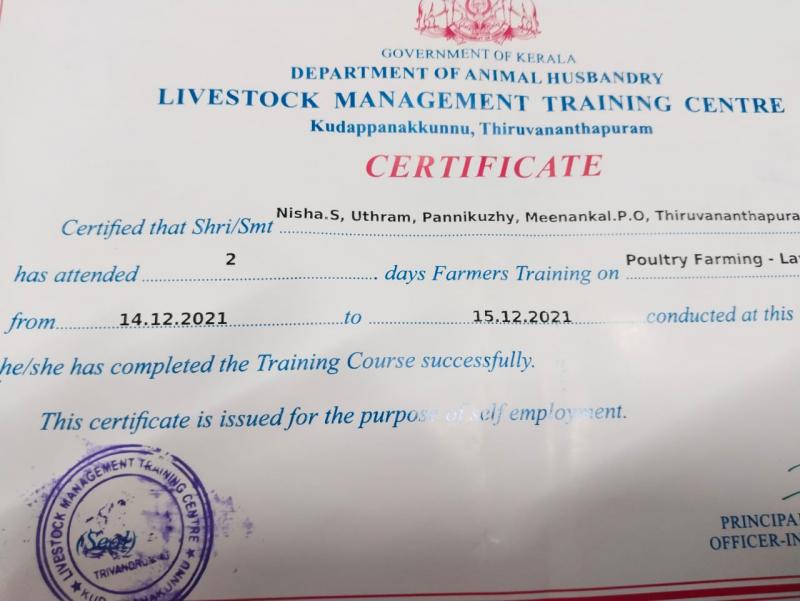 GOVERNMENT OF KERALA
DEPARTMENT OF ANIMAL HUSBANDRY
LIVESTOCK MANAGEMENT TRAINING CENTRE
Kudappanakkunnu, Thiruvananthapuram
CERTIFICATE
Certified that Shri/Smt Nisha.S, Uthram, Pannikuzhy, Meenankal.P.O, Thiruvananthapura
has attended 2 days Farmers Training on Poultry Farming - La
from 14.12.2021 to 15.12.2021 conducted at this
he/she has completed the Training Course successfully.
This certificate is issued for the purpose of self employment.
LIVESTOCK MANAGEMENT TRAINING CENTRE
(Seal)
TRIVANDRUM
PRINCIPA
OFFICER-IN